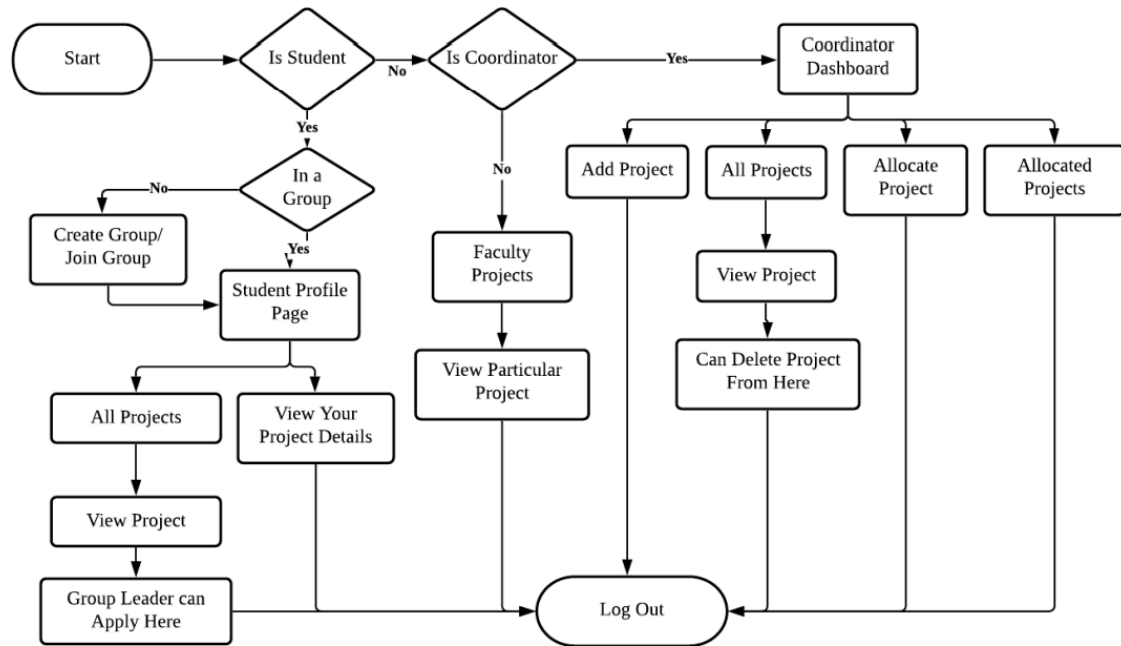 Start
Is Student
No
Is Coordinator
Yes
Coordinator
Dashboard
Yes
In a
Group
No
Create Group/
Join Group
Yes
Student Profile
Page
All Projects
View Your
Project Details
View Project
Group Leader can
Apply Here
No
Faculty
Projects
View Particular
Project
Add Project
All Projects
Allocate
Project
Allocated
Projects
View Project
Can Delete Project
From Here
Log Out